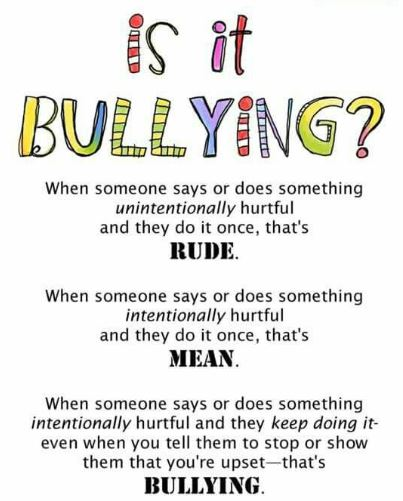 is it
BULLYING?
When someone says or does something
unintentionally hurtful
and they do it once, that's
RUDE.
When someone says or does something
intentionally hurtful
and they do it once, that's
MEAN.
When someone says or does something
intentionally hurtful and they keep doing it-
even when you tell them to stop or show
them that you're upset—that's
BULLYING.